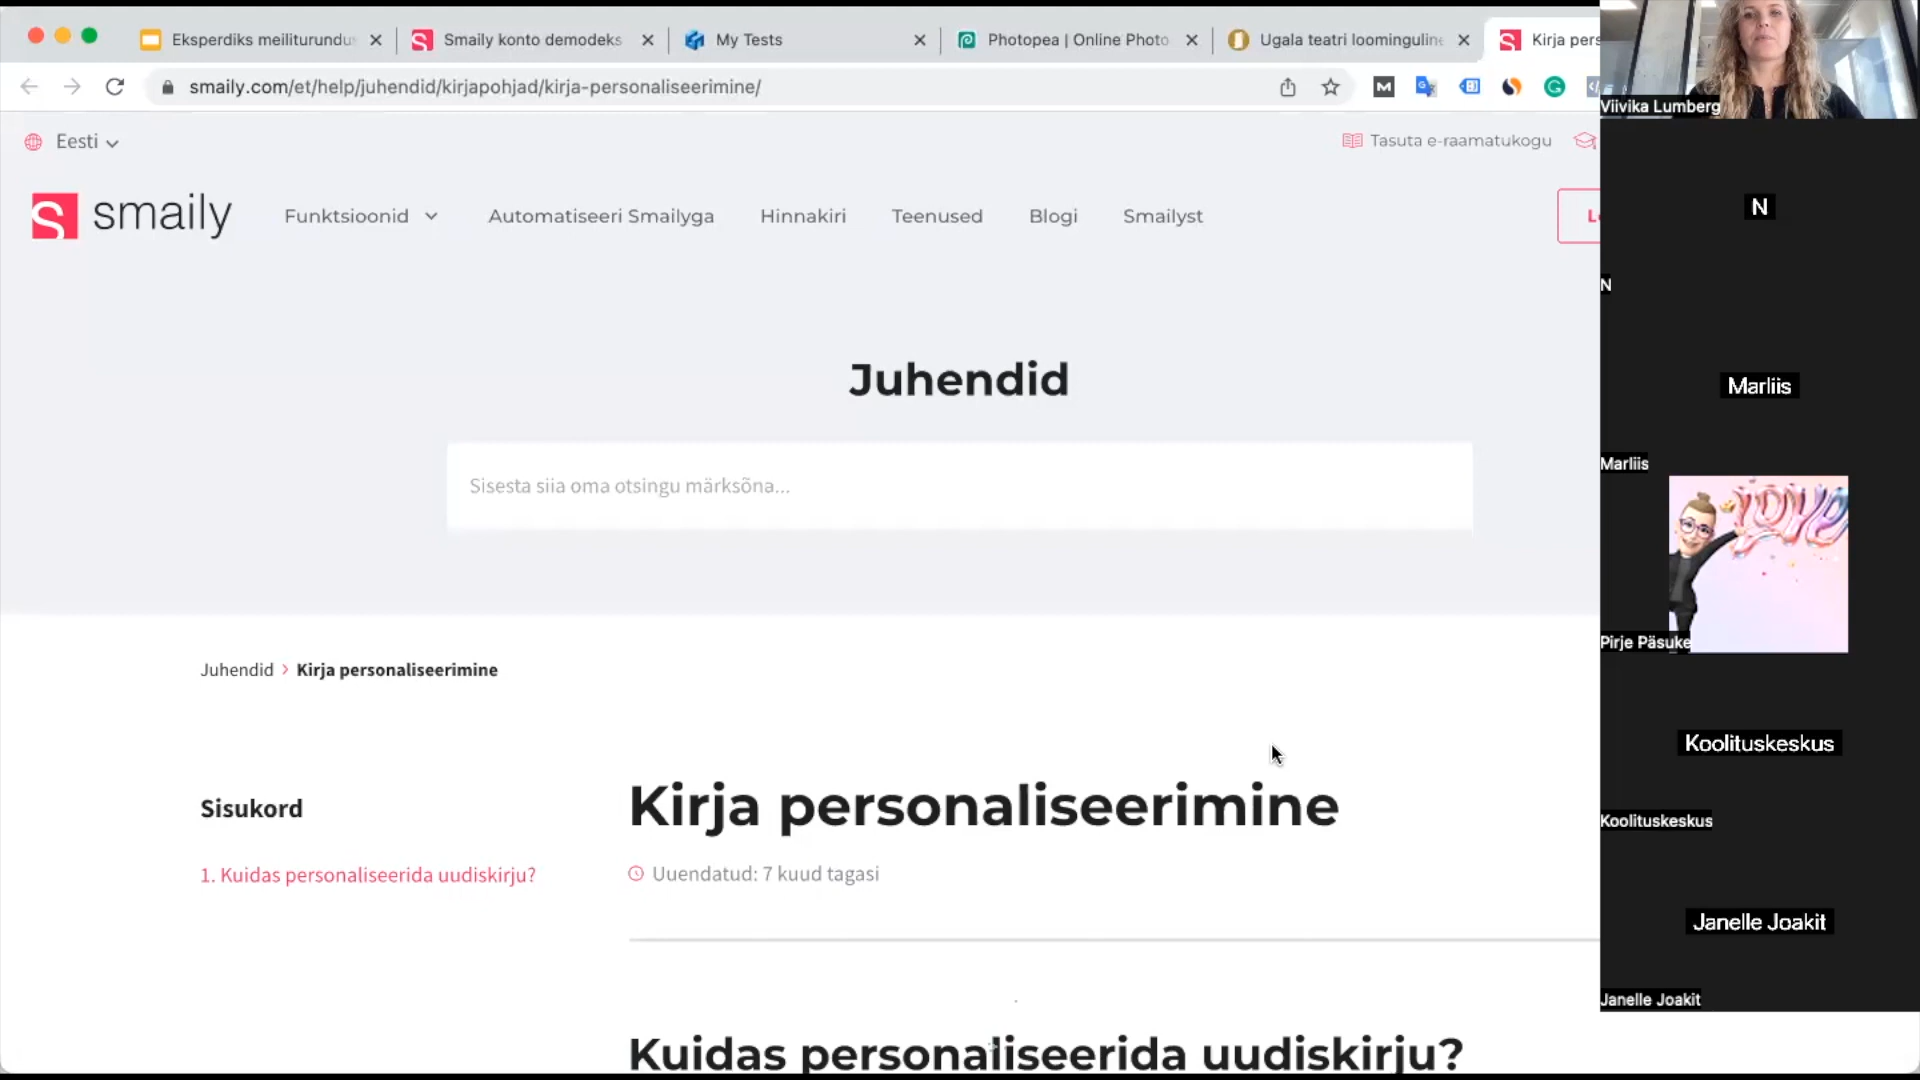 Eksperdiks meiliturundus
Smaily konto demodeks
My Tests
Photopea | Online Photo
Ugala teatri loominguline
Kirja pers
smaily.com/et/help/juhendid/kirjapohjad/kirja-personaliseerimine/
Eesti
Tasuta e-raamatukogu
smaily
Funktsioonid
Automatiseeri Smailyga
Hinnakiri
Teenused
Blogi
Smailyst
Juhendid
Sisesta siia oma otsingu märksõna...
Juhendid > Kirja personaliseerimine
Sisukord
1. Kuidas personaliseerida uudiskirju?
Kirja personaliseerimine
Uuendatud: 7 kuud tagasi
Kuidas personaliseerida uudiskirju?
Viivika Lumberg
N
N
Marliis
Marliis
Pirje Päsuke
Koolituskeskus
Koolituskeskus
Janelle Joakit
Janelle Joakit